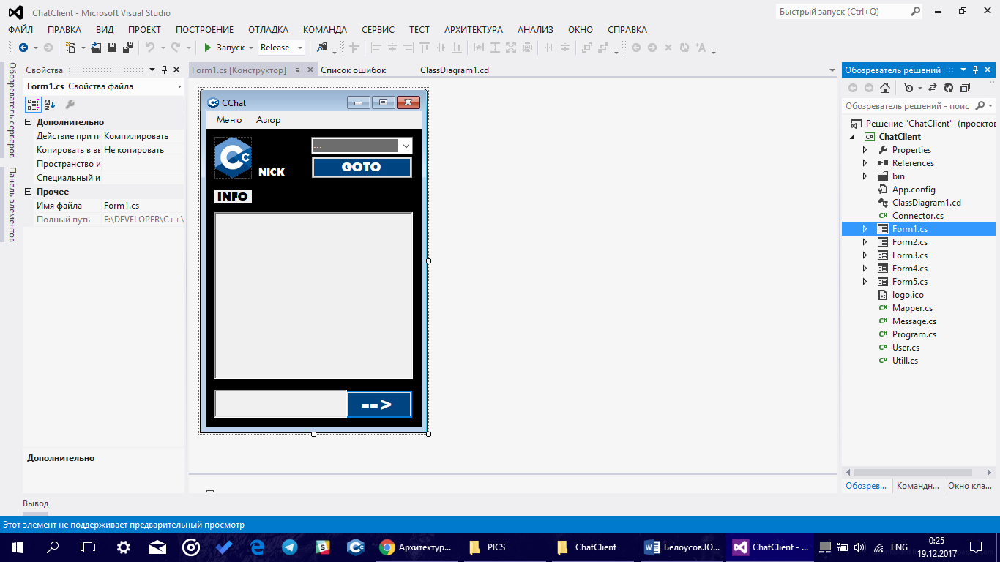 ChatClient - Microsoft Visual Studio
Быстрый запуск (Ctrl+Q)
ФАЙЛ ПРАВКА ВИД ПРОЕКТ ПОСТРОЕНИЕ ОТЛАДКА КОМАНДА СЕРВИС ТЕСТ АРХИТЕКТУРА АНАЛИЗ ОКНО СПРАВКА
Запуск Release
Обозреватель серверов
Панель элементов
Свойства
Form1.cs Свойства файла
Дополнительно
Действие при по Компилировать
Копировать в вы Не копировать
Пространство и
Специальный и
Прочее
Имя файла Form1.cs
Полный путь E:\DEVELOPER\C++\
Дополнительно
Form1.cs [Конструктор] Список ошибок ClassDiagram1.cd
CChat
Меню Автор
...
NICK
GOTO
INFO
-->
Обозреватель решений
Обозреватель решений - поис
Решение "ChatClient" (проектов
ChatClient
Properties
References
bin
App.config
ClassDiagram1.cd
Connector.cs
Form1.cs
Form2.cs
Form3.cs
Form4.cs
Form5.cs
logo.ico
Mapper.cs
Message.cs
Program.cs
User.cs
Utill.cs
Обозрев... Командн... Окно кла...
Вывод
Этот элемент не поддерживает предварительный просмотр
Архитектур... PICS ChatClient Белоусов.Ю... ChatClient - ... ENG
0:25
19.12.2017